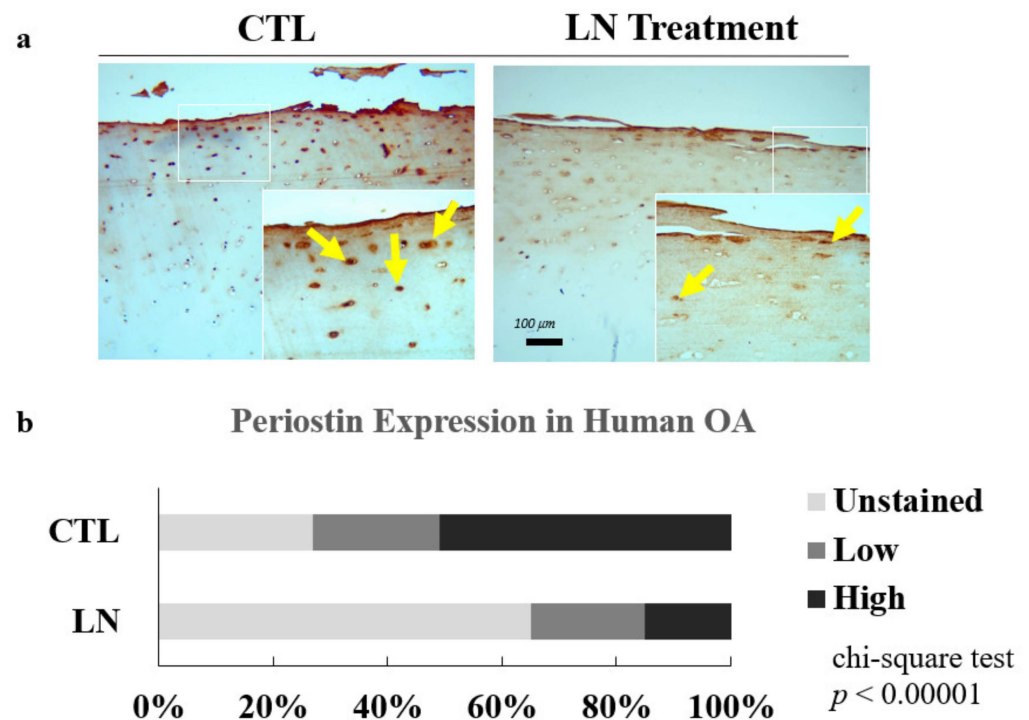 a
CTL
LN Treatment
100 µm
b
Periostin Expression in Human OA
CTL
LN
0%
20%
40%
60%
80%
100%
Unstained
Low
High
chi-square test
p < 0.00001